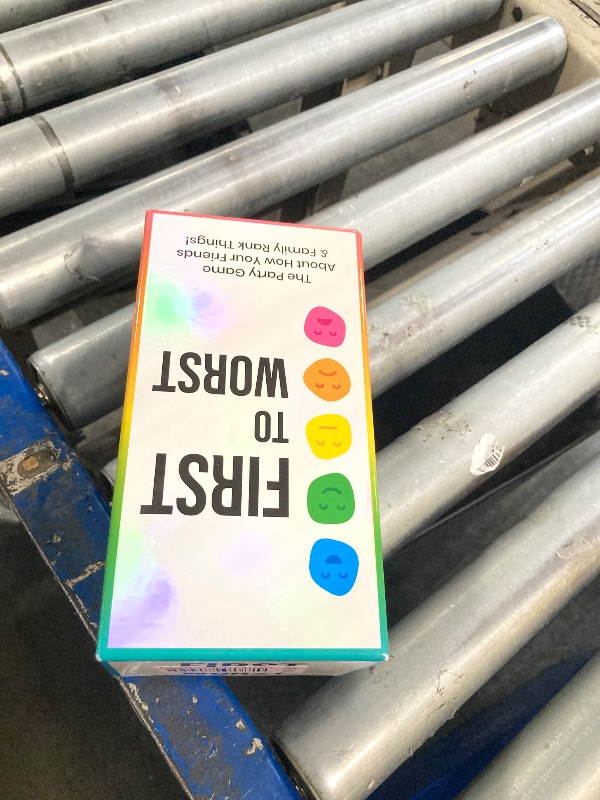 FIRST
TO
WORST
The Party Game
About How Your Friends
& Family Rank Things!